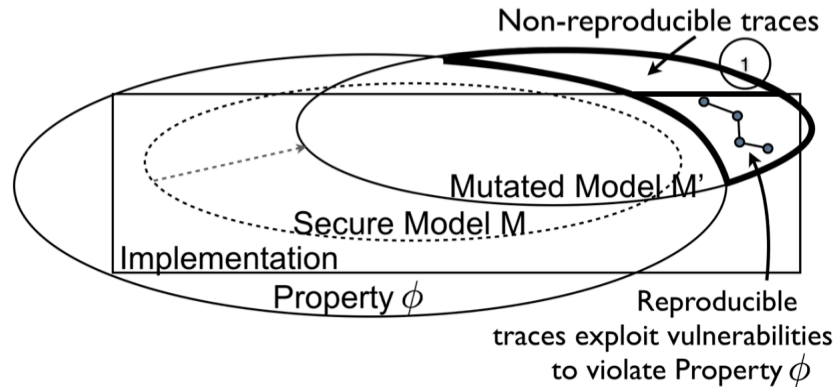 Non-reproducible traces
1
Mutated Model M'
Secure Model M
Implementation
Property ϕ
Reproducible
traces exploit vulnerabilities
to violate Property ϕ